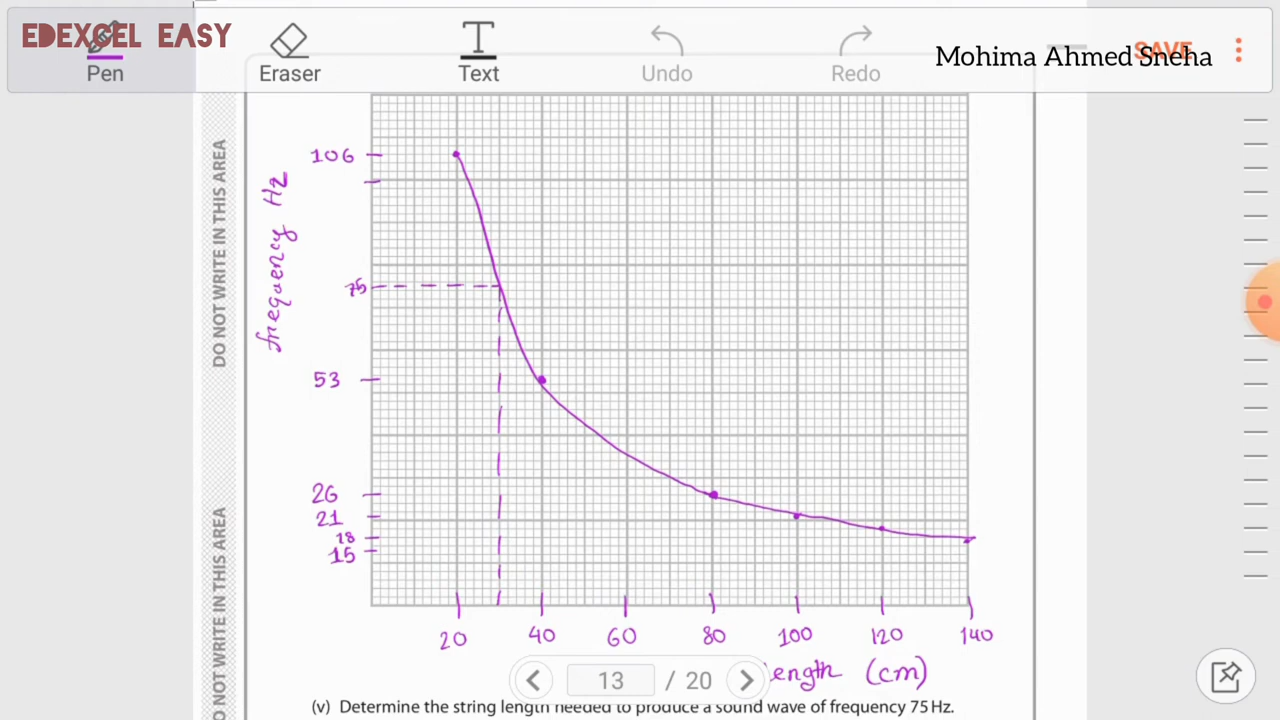 EDEXCEL EASY
Pen
Eraser
Text
Undo
Redo
SAVE
Mohima Ahmed Sneha
DO NOT WRITE IN THIS AREA
frequency Hz
106
75
53
26
21
18
15
20 40 60 80 100 120 140
length (cm)
13 / 20
(v) Determine the string length needed to produce a sound wave of frequency 75 Hz.
DO NOT WRITE IN THIS AREA